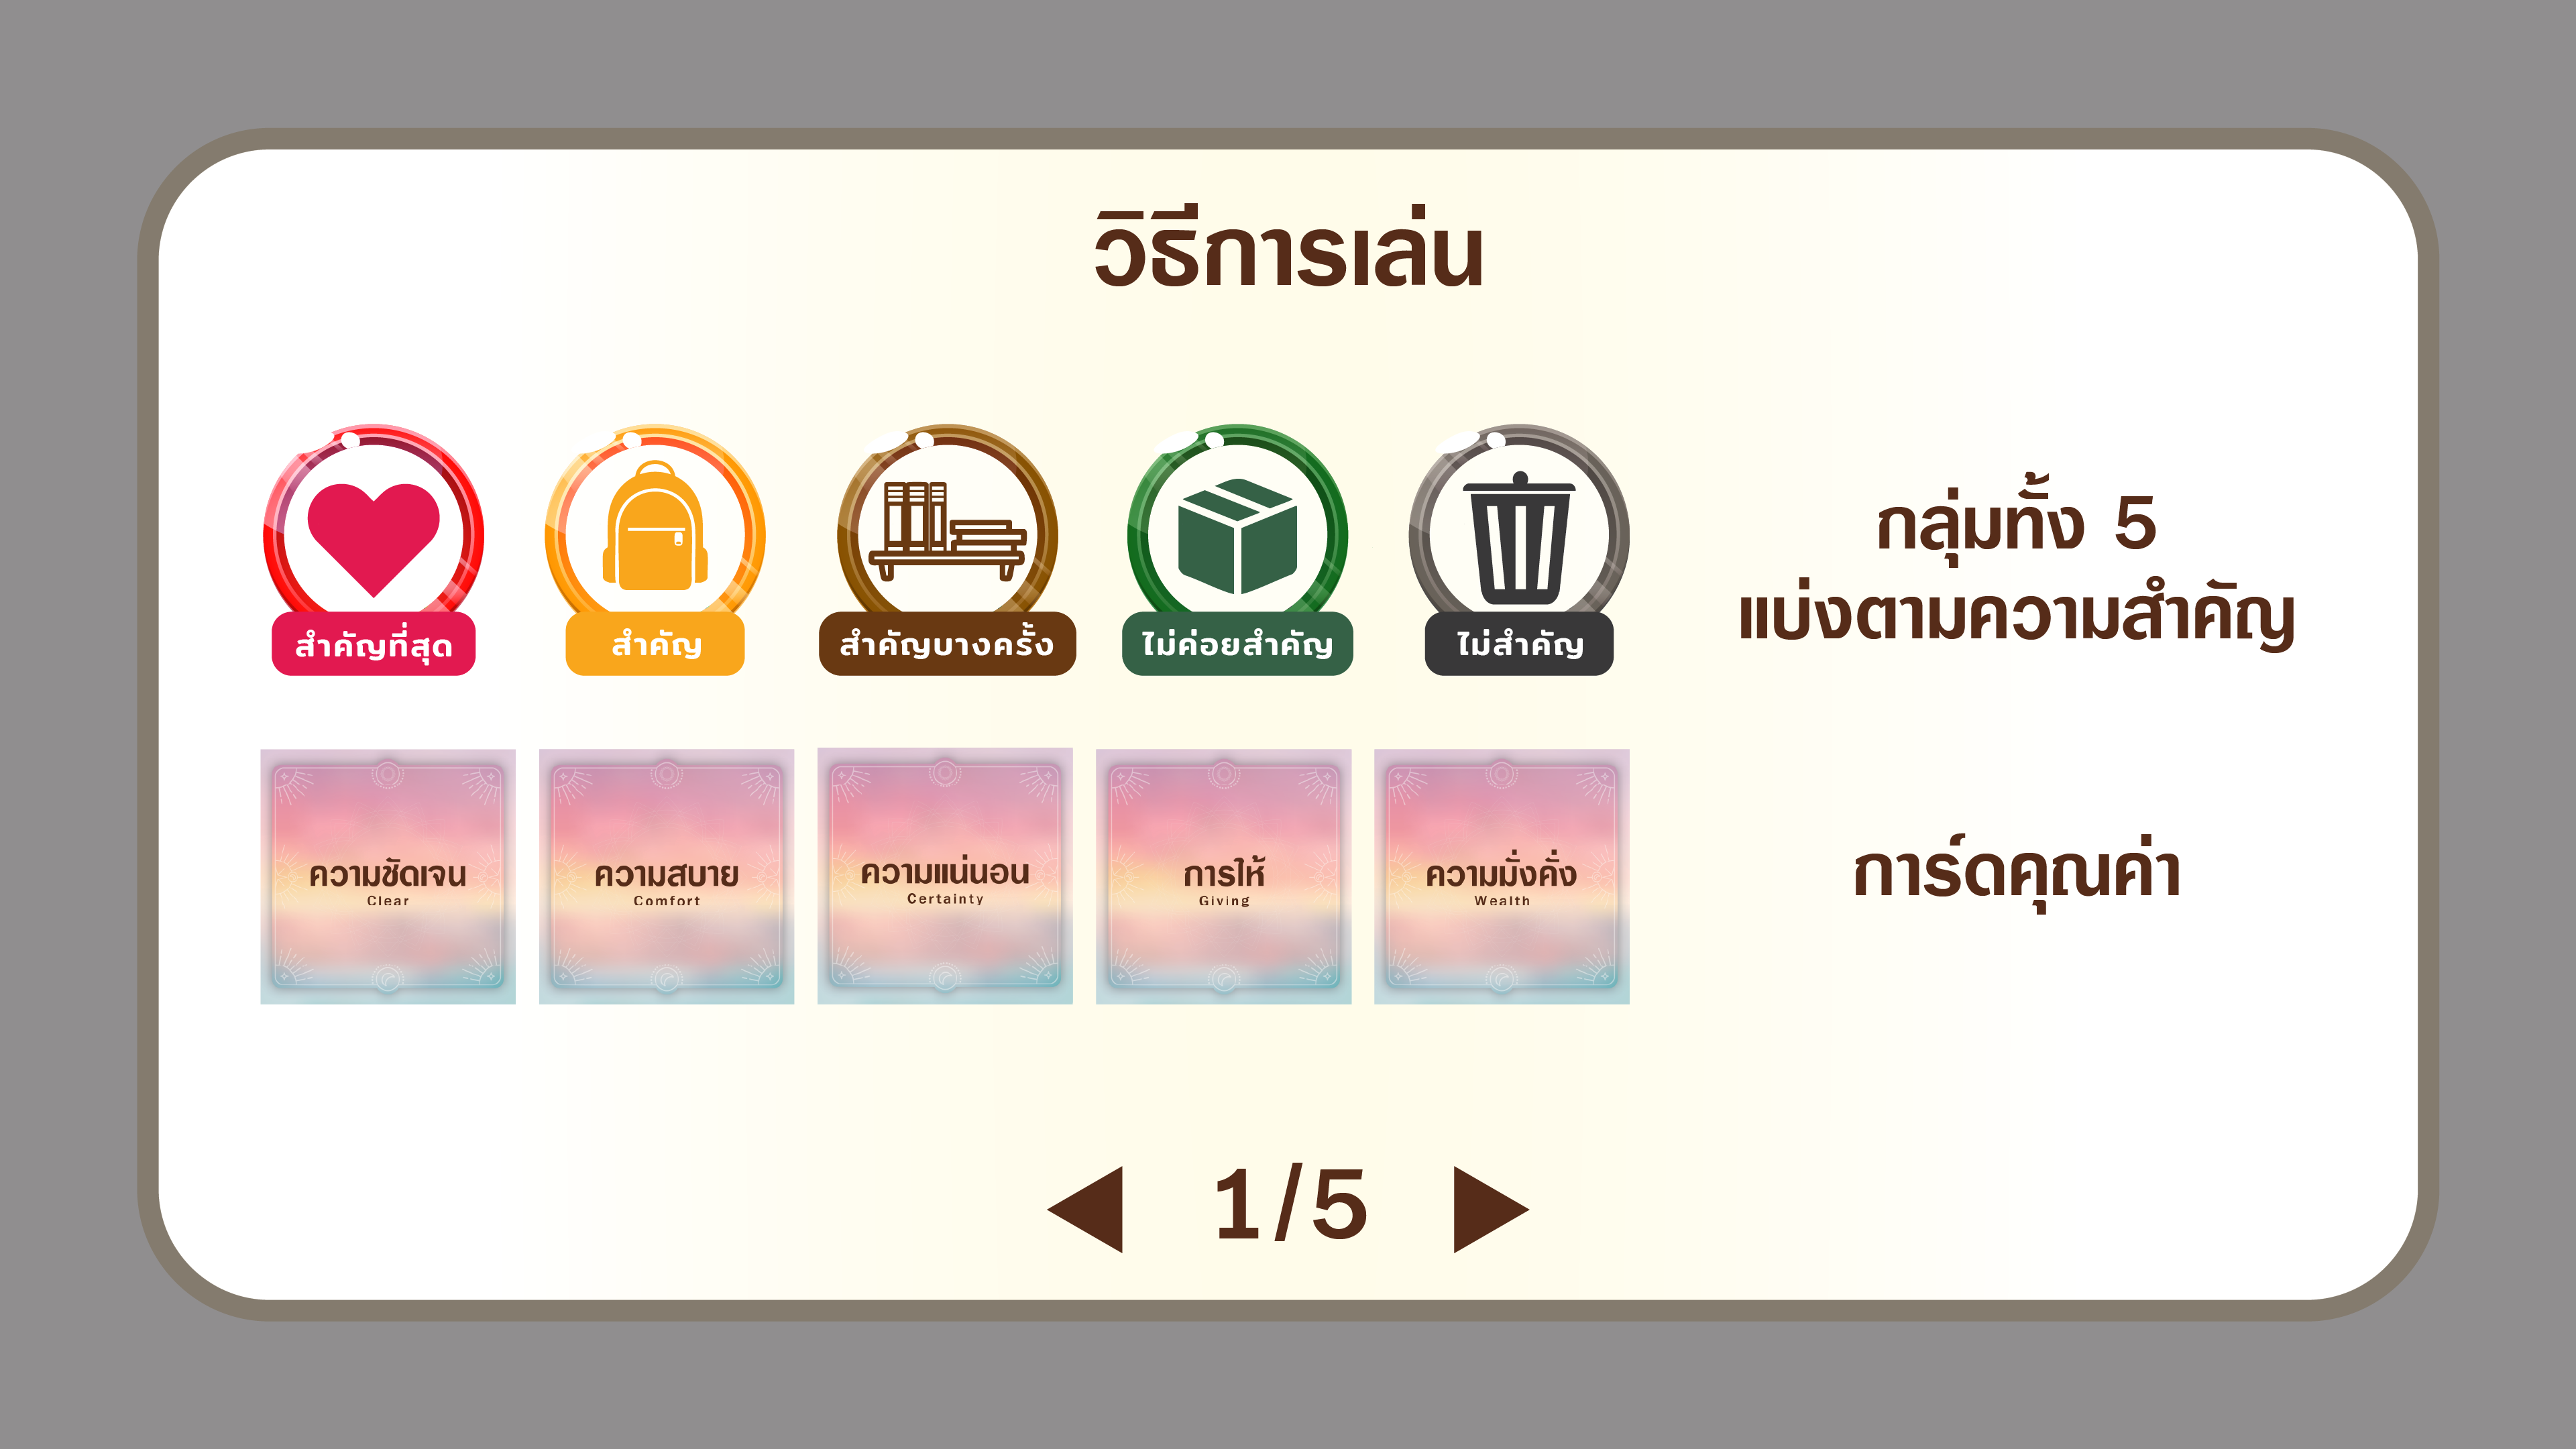 วิธีการเล่น
สำคัญที่สุด
สำคัญ
สำคัญบางครั้ง
ไม่ค่อยสำคัญ
ไม่สำคัญ
กลุ่มทั้ง 5
แบ่งตามความสำคัญ
ความชัดเจน
Clear
ความสบาย
Comfort
ความแน่นอน
Certainty
การให้
Giving
ความมั่งคั่ง
Wealth
การ์ดคุณค่า
1/5